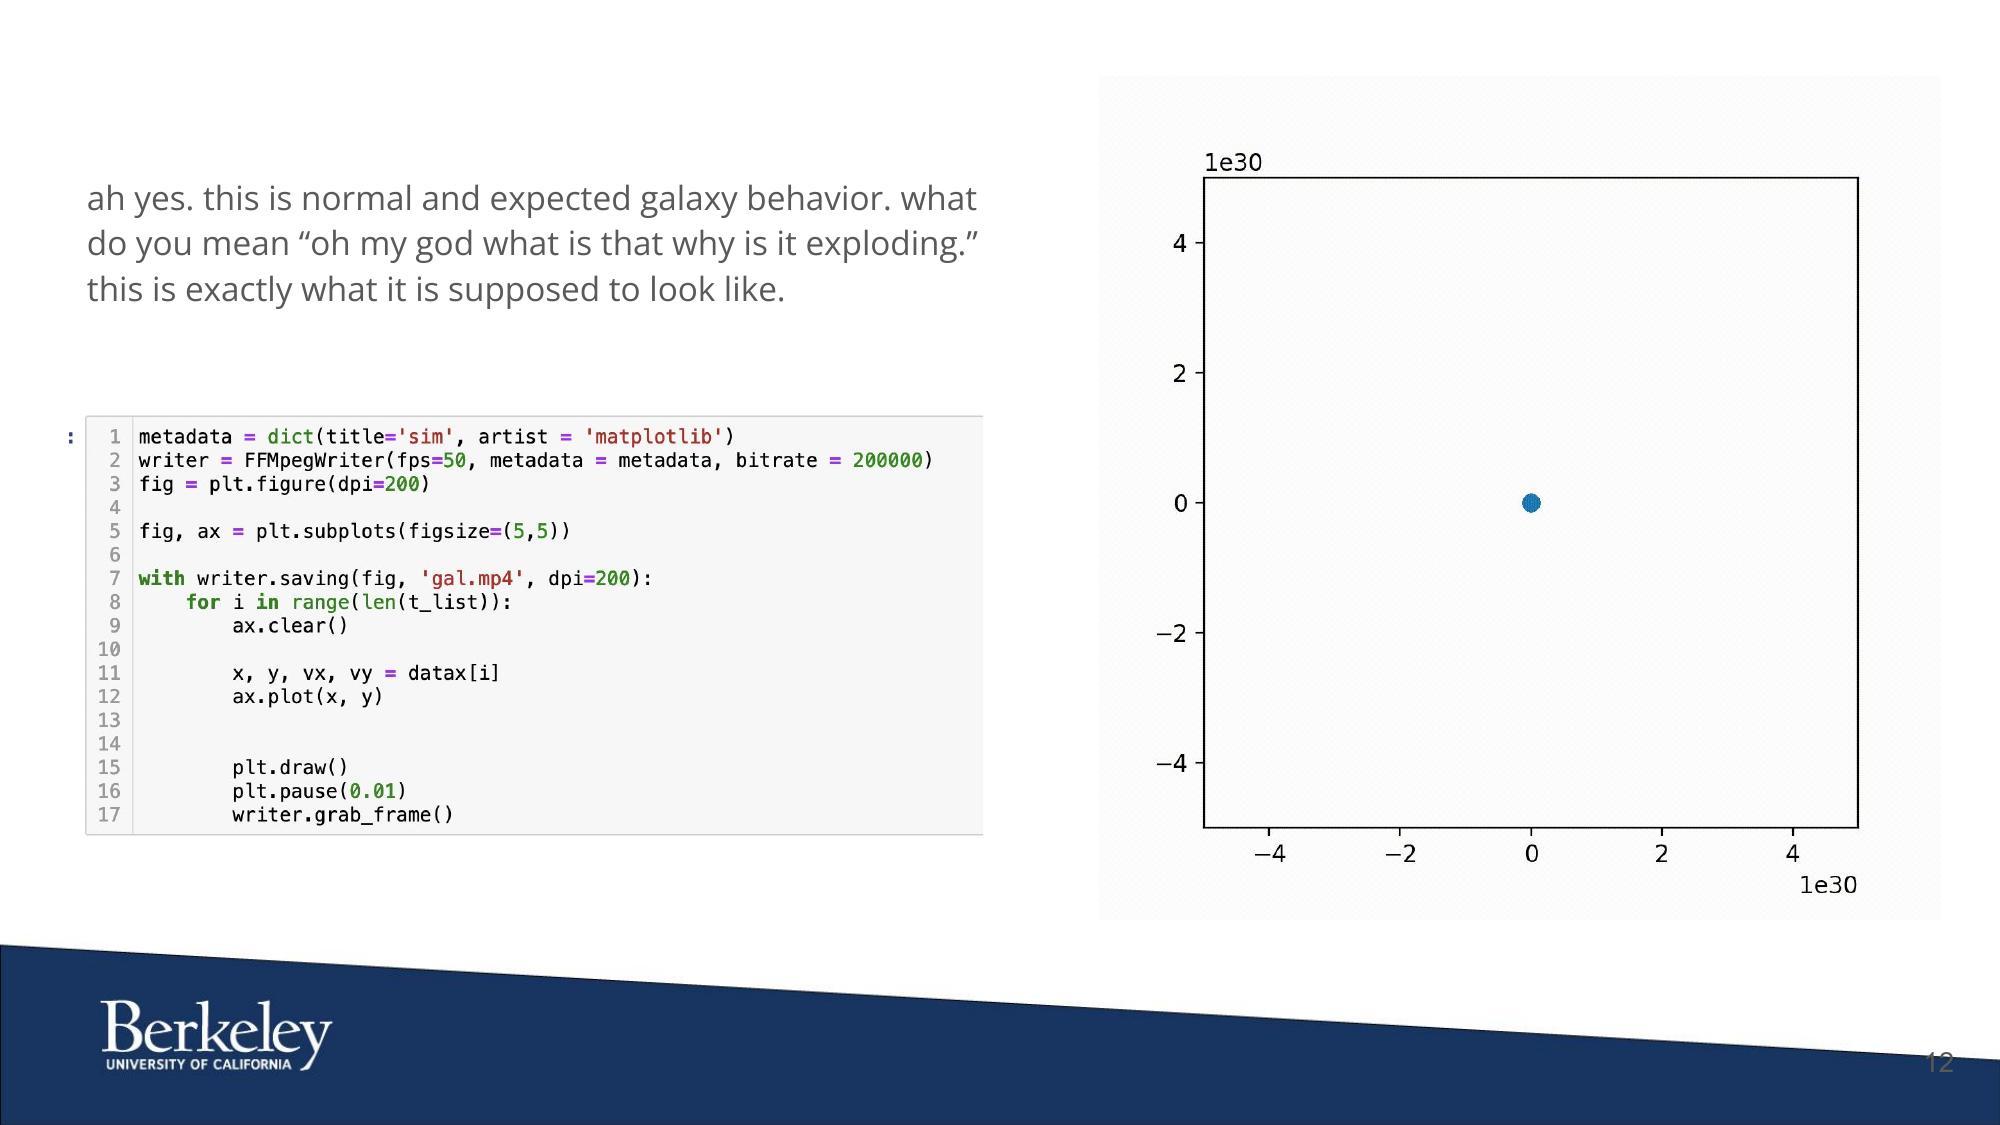 ah yes. this is normal and expected galaxy behavior. what
do you mean “oh my god what is that why is it exploding.”
this is exactly what it is supposed to look like.
:
1 metadata = dict(title='sim', artist = 'matplotlib')
2 writer = FFMpegWriter(fps=50, metadata = metadata, bitrate = 200000)
3 fig = plt.figure(dpi=200)
4
5 fig, ax = plt.subplots(figsize=(5,5))
6
7 with writer.saving(fig, 'gal.mp4', dpi=200):
8     for i in range(len(t_list)):
9         ax.clear()
10
11         x, y, vx, vy = datax[i]
12         ax.plot(x, y)
13
14
15         plt.draw()
16         plt.pause(0.01)
17         writer.grab_frame()
1e30
4
2
0
−2
−4
−4 −2 0 2 4
1e30
Berkeley
UNIVERSITY OF CALIFORNIA
12